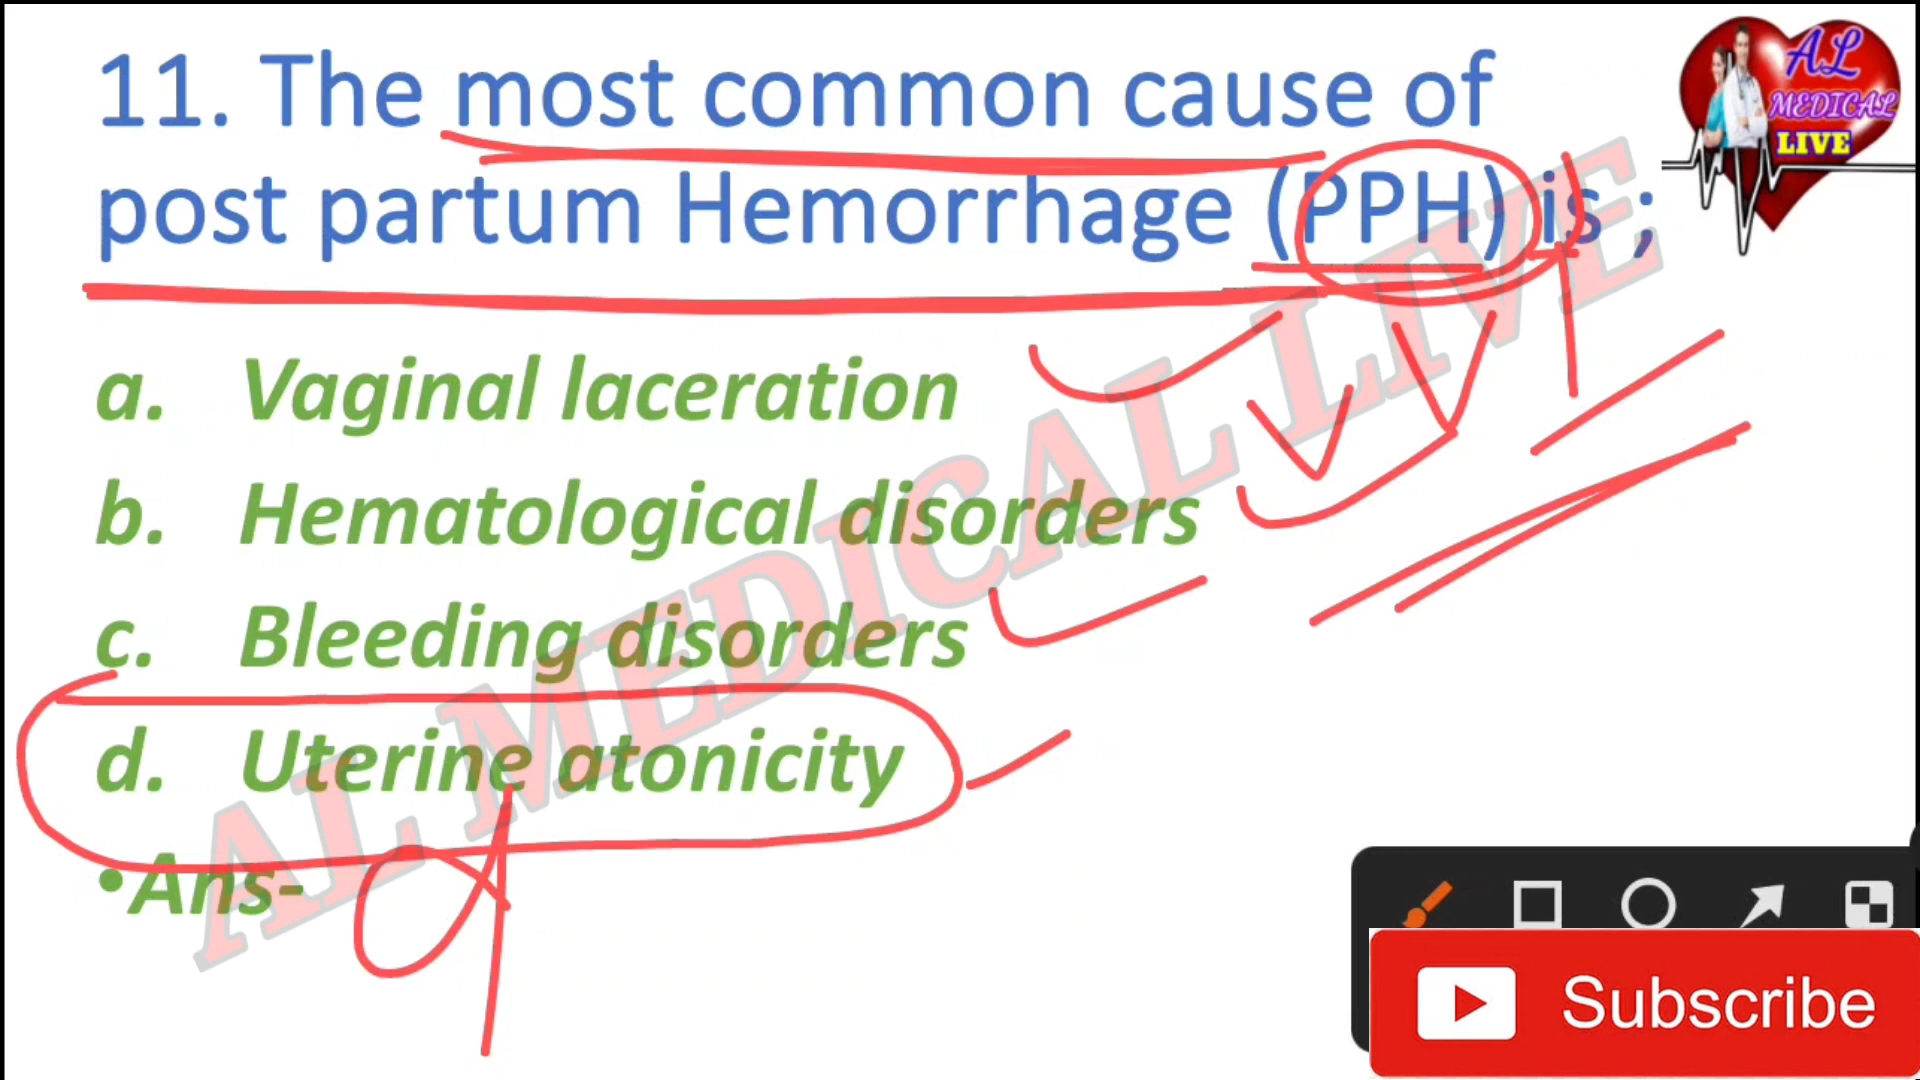 11. The most common cause of
post partum Hemorrhage (PPH) is ;
a. Vaginal laceration
b. Hematological disorders
c. Bleeding disorders
d. Uterine atonicity
•Ans- d
AL MEDICAL LIVE
AL
MEDICAL
LIVE
Subscribe